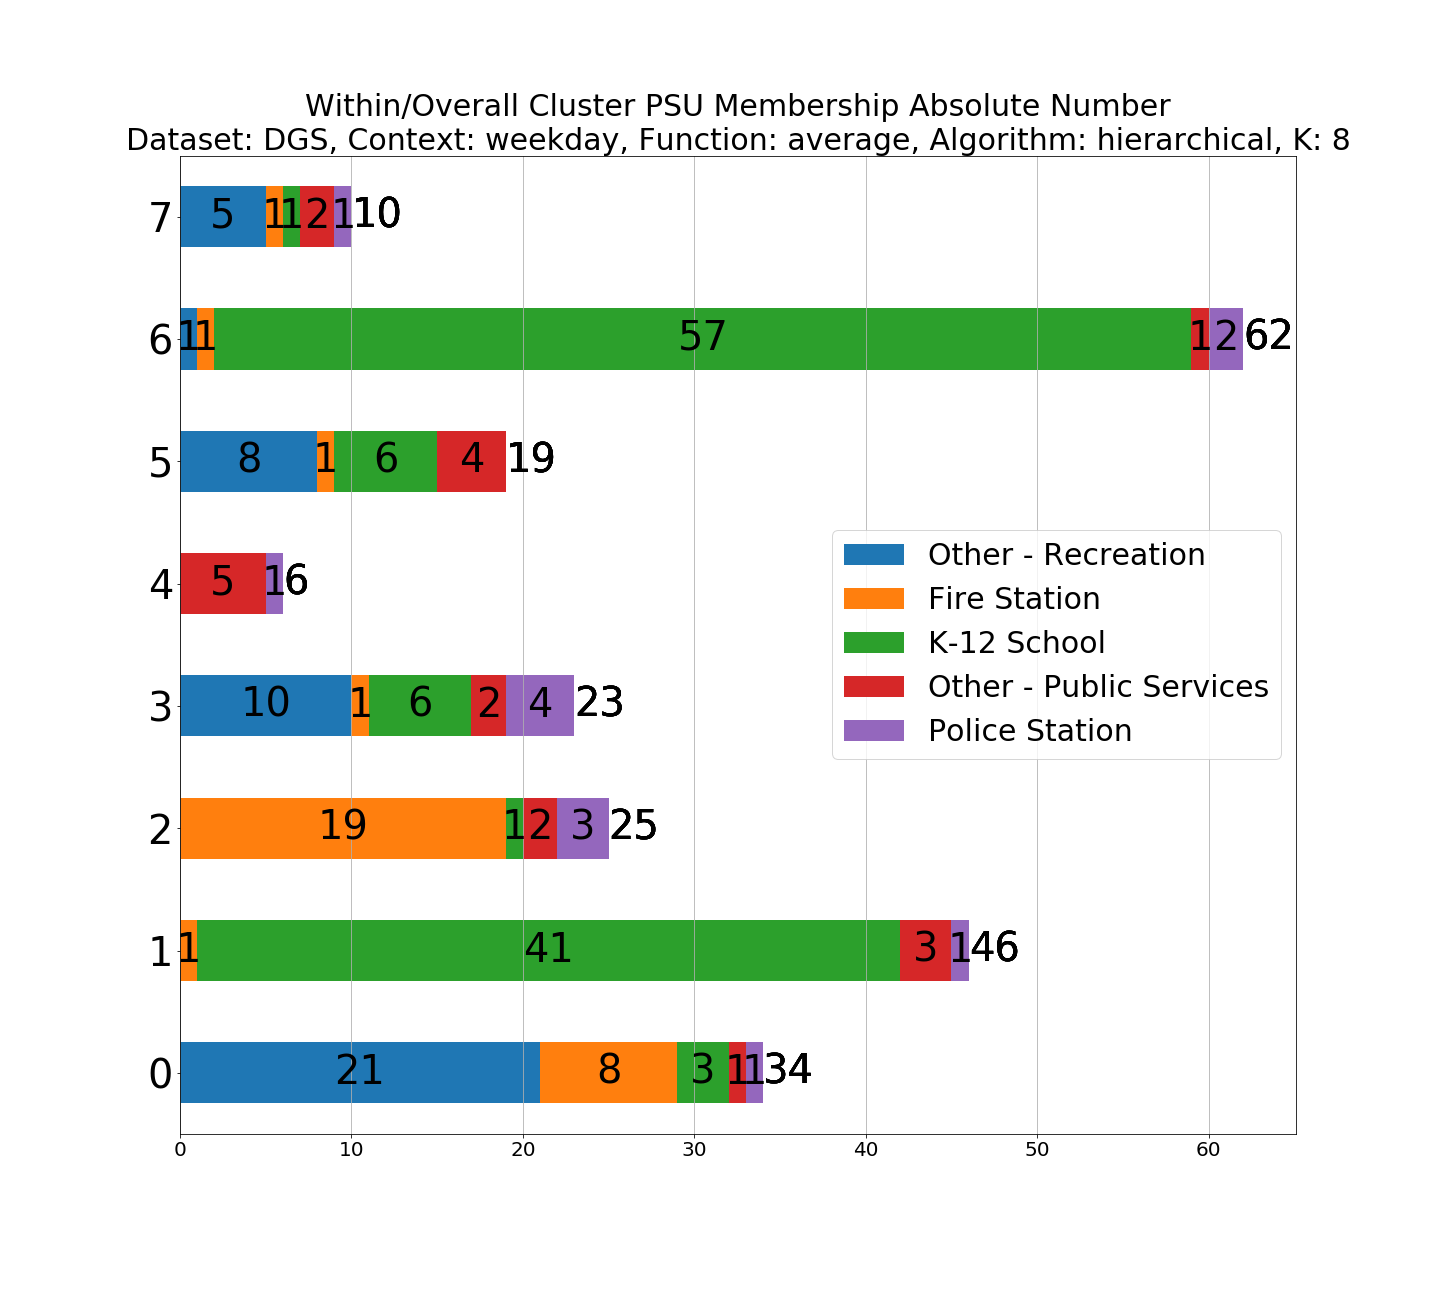 Within/Overall Cluster PSU Membership Absolute Number
Dataset: DGS, Context: weekday, Function: average, Algorithm: hierarchical, K: 8
7 5 1 1 2 1 10
6 1 1 57 1 2 62
5 8 1 6 4 19
4 5 1 6
3 10 1 6 2 4 23
2 19 1 2 3 25
1 1 41 3 1 46
0 21 8 3 1 1 34
Other - Recreation
Fire Station
K-12 School
Other - Public Services
Police Station
0 10 20 30 40 50 60